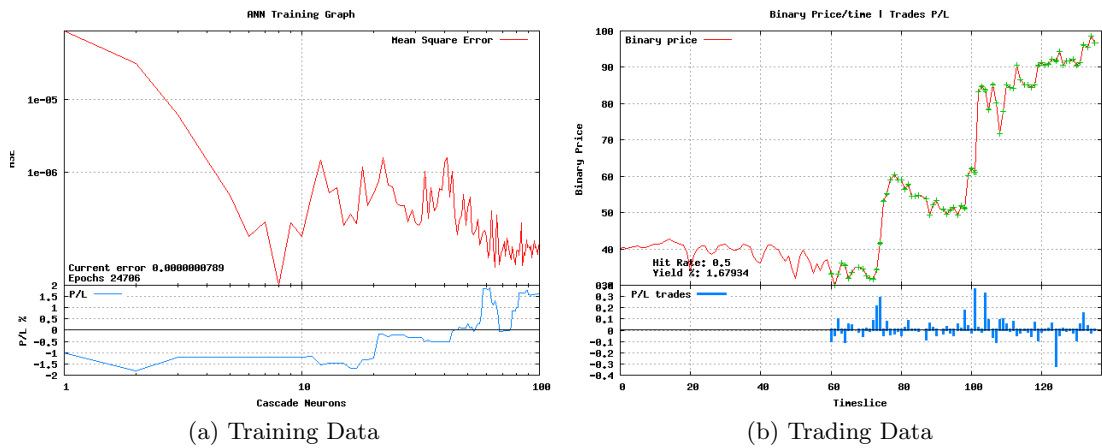 ANN Training Graph
Mean Square Error
1e-05
1e-06
mse
Current error 0.0000000789
Epochs 24706
P/L
2
1.5
1
0.5
0
-0.5
-1
-1.5
-2
P/L %
1 10 100
Cascade Neurons
(a) Training Data
Binary Price/time | Trades P/L
Binary price
100
90
80
70
60
50
40
Binary Price
Hit Rate: 0.5
Yield %: 1.67934
P/L trades
0.3
0.2
0.1
0
-0.1
-0.2
-0.3
-0.4
0 20 40 60 80 100 120
Timeslice
(b) Trading Data